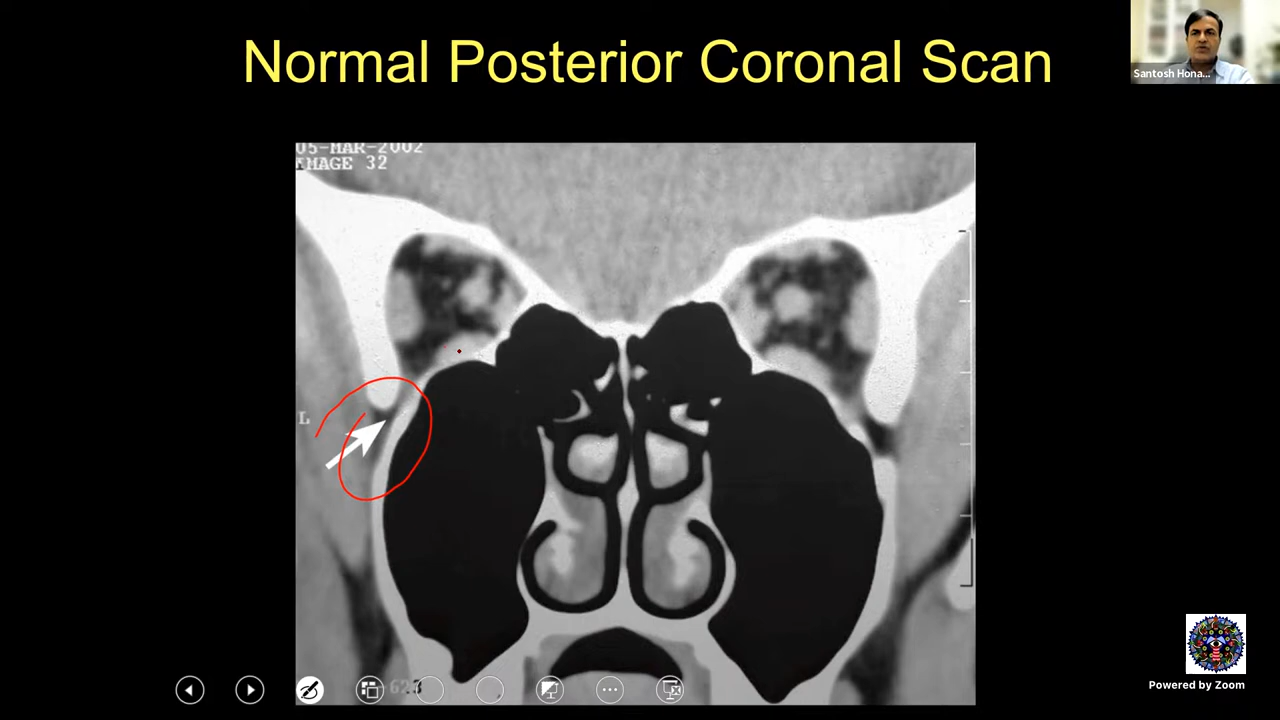 Normal Posterior Coronal Scan
Santosh Hona...
05-MAR-2002
IMAGE 32
L
Powered by Zoom